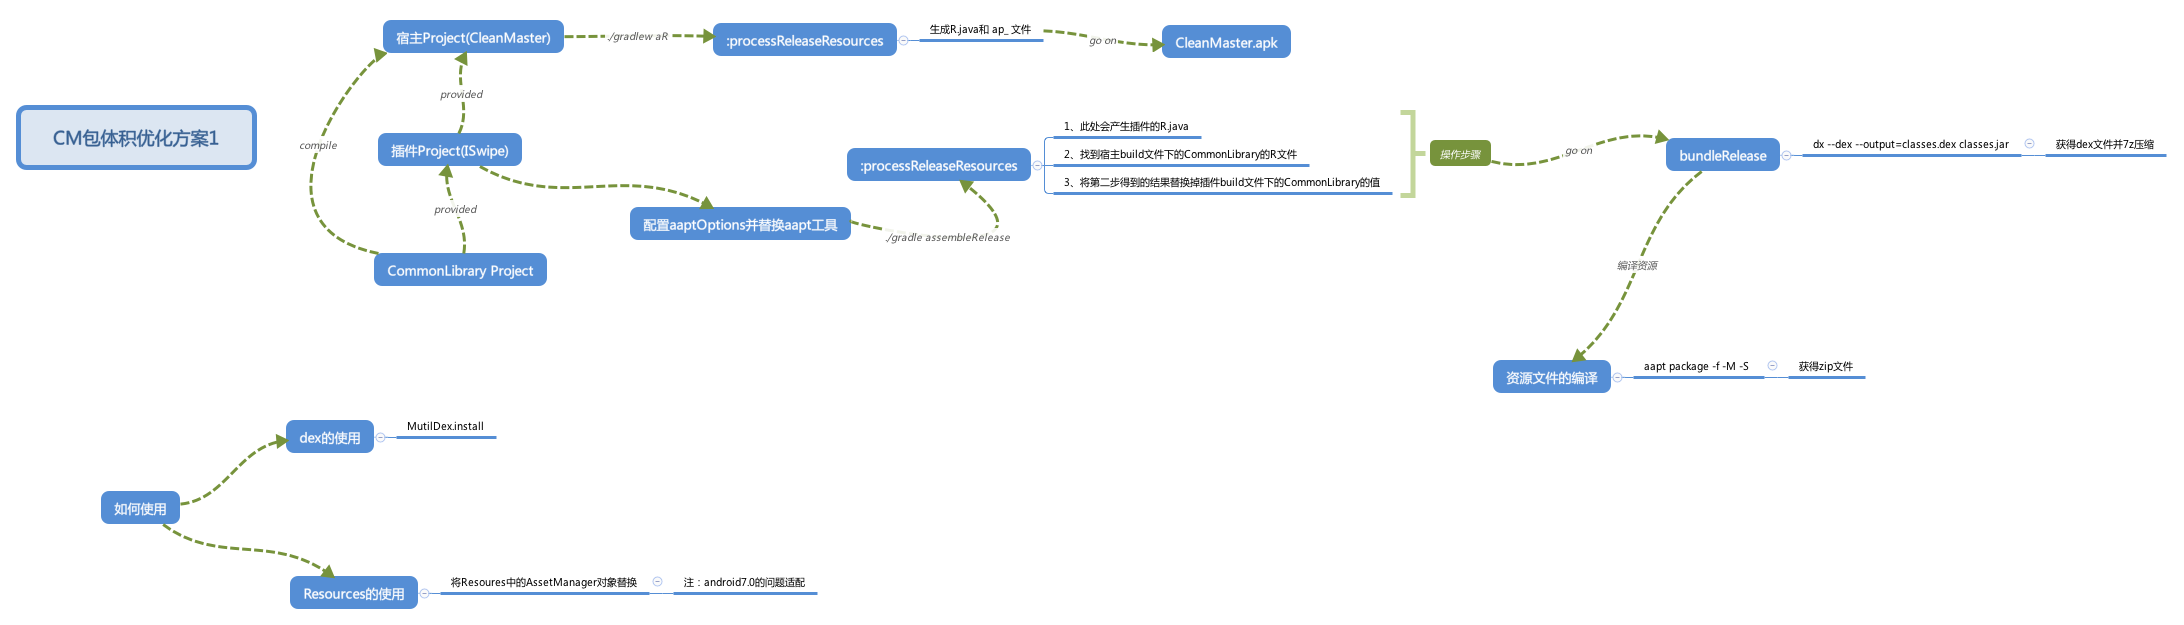 CM包体积优化方案1
宿主Project(CleanMaster)
./gradlew aR
:processReleaseResources
生成R.java和 ap_ 文件
go on
CleanMaster.apk
provided
compile
插件Project(ISwipe)
provided
CommonLibrary Project
配置aaptOptions并替换aapt工具
./gradle assembleRelease
:processReleaseResources
1、此处会产生插件的R.java
2、找到宿主build文件下的CommonLibrary的R文件
3、将第二步得到的结果替换掉插件build文件下的CommonLibrary的值
操作步骤
go on
bundleRelease
dx --dex --output=classes.dex classes.jar
获得dex文件并7z压缩
编译资源
资源文件的编译
aapt package -f -M -S
获得zip文件
如何使用
dex的使用
MutilDex.install
Resources的使用
将Resoures中的AssetManager对象替换
注：android7.0的问题适配